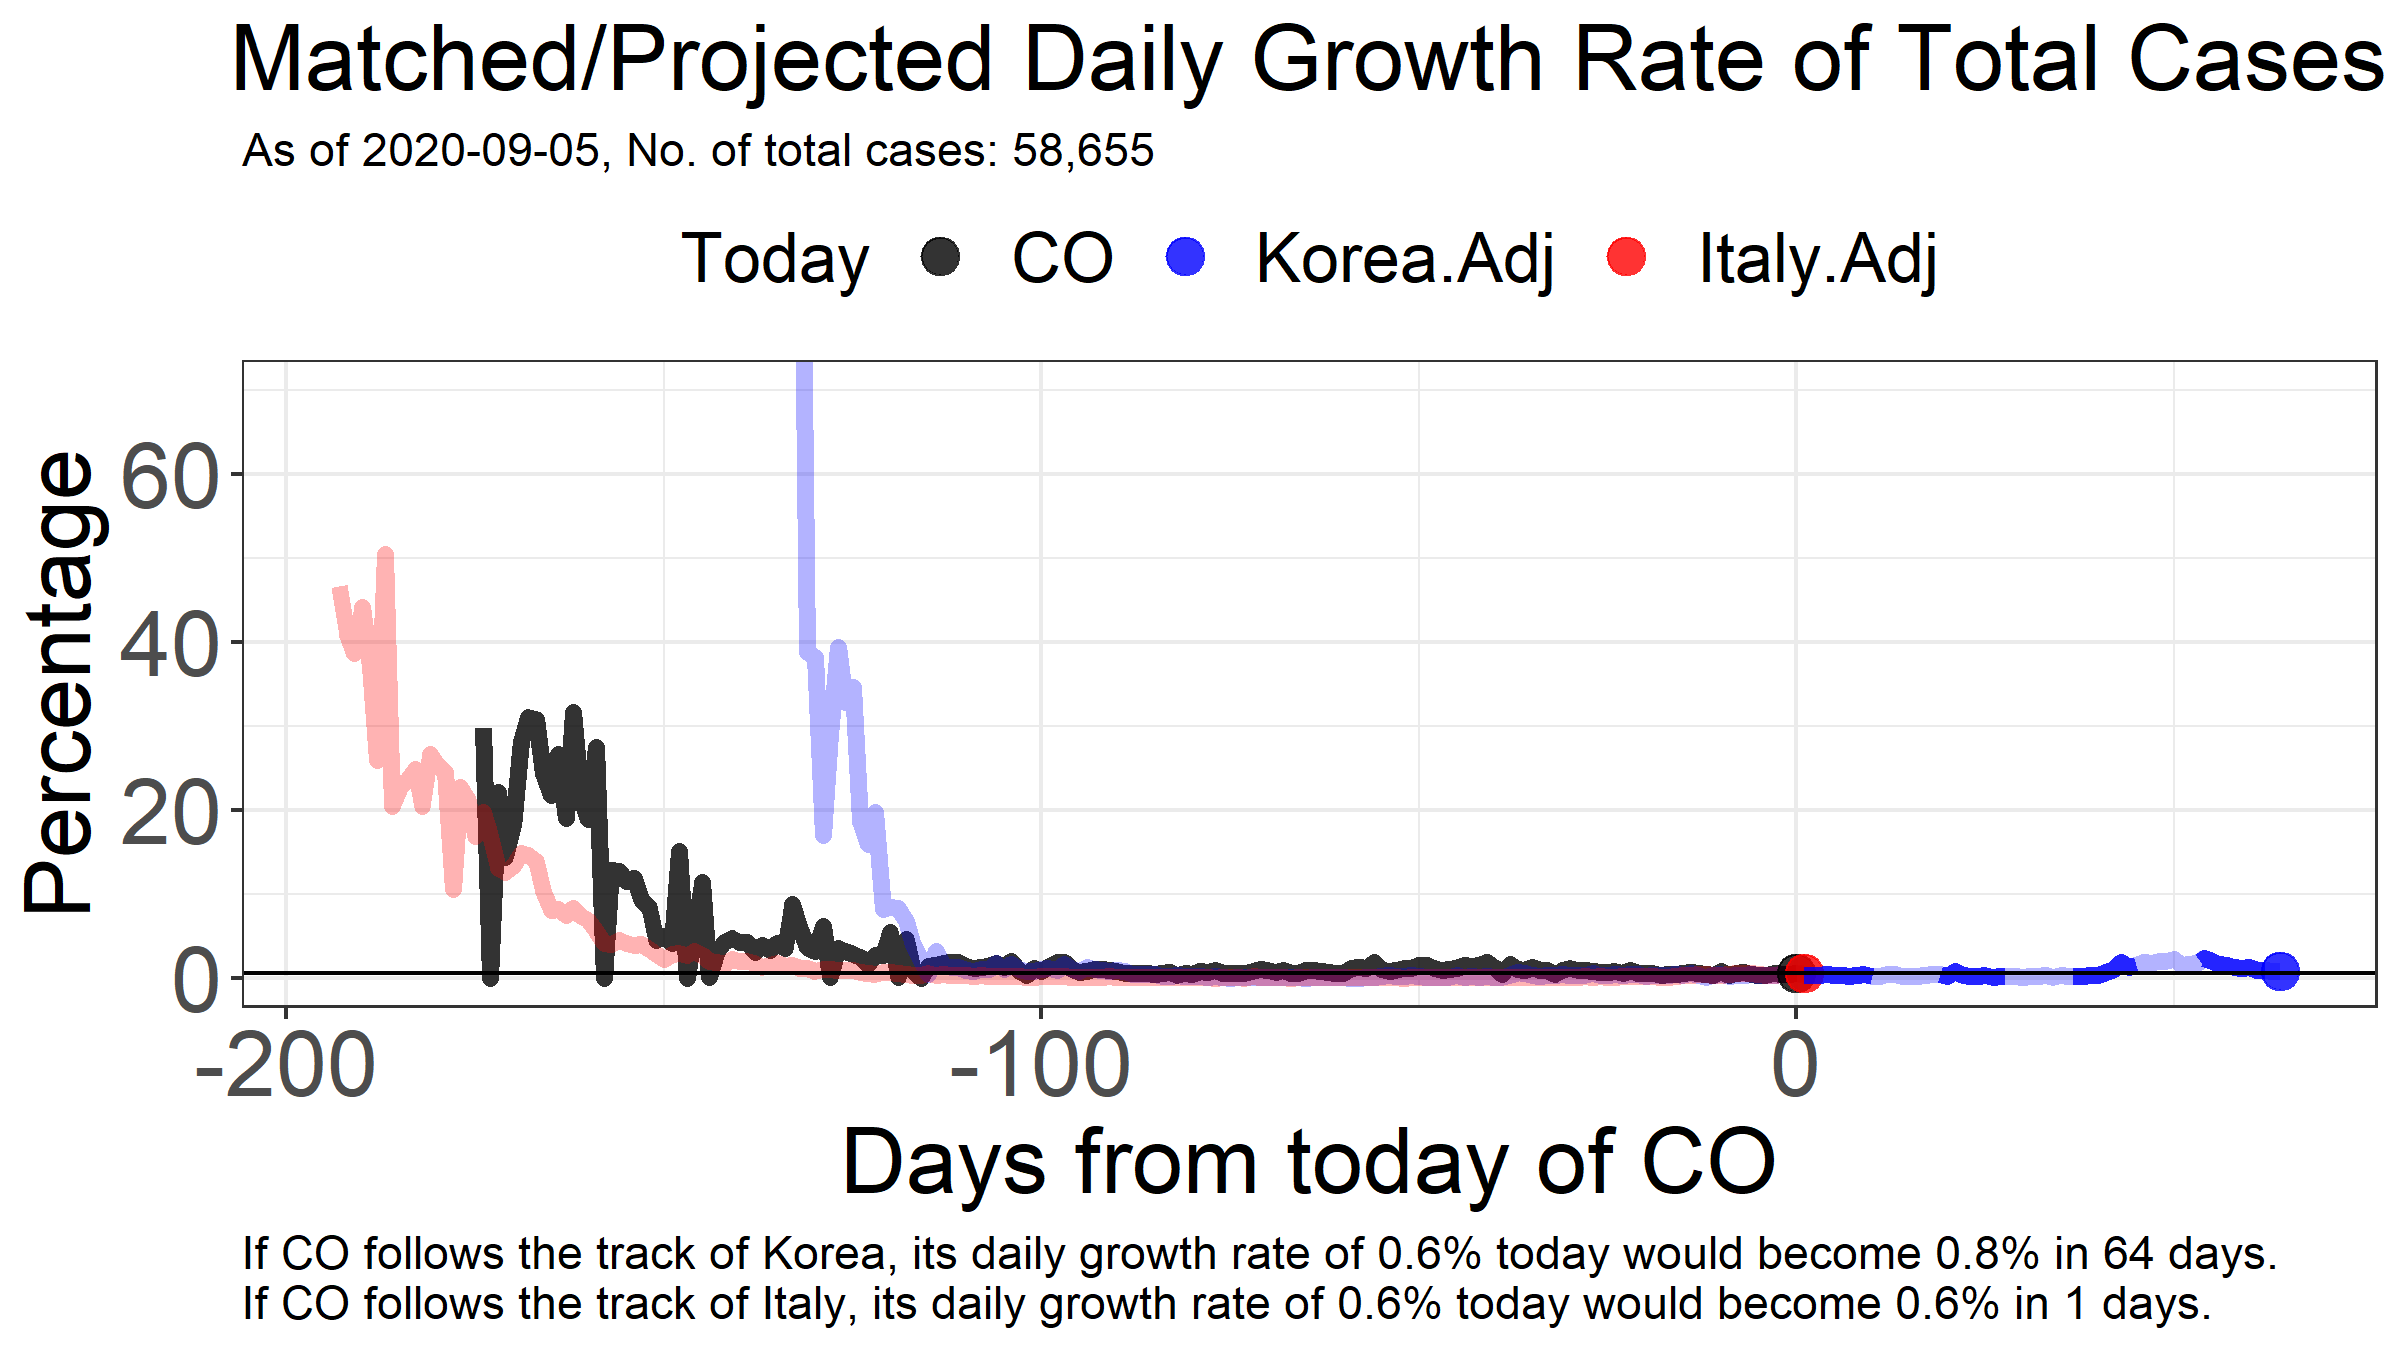 Matched/Projected Daily Growth Rate of Total Cases
As of 2020-09-05, No. of total cases: 58,655
Today CO Korea.Adj Italy.Adj
Percentage
60
40
20
0
-200 -100 0
Days from today of CO
If CO follows the track of Korea, its daily growth rate of 0.6% today would become 0.8% in 64 days.
If CO follows the track of Italy, its daily growth rate of 0.6% today would become 0.6% in 1 days.